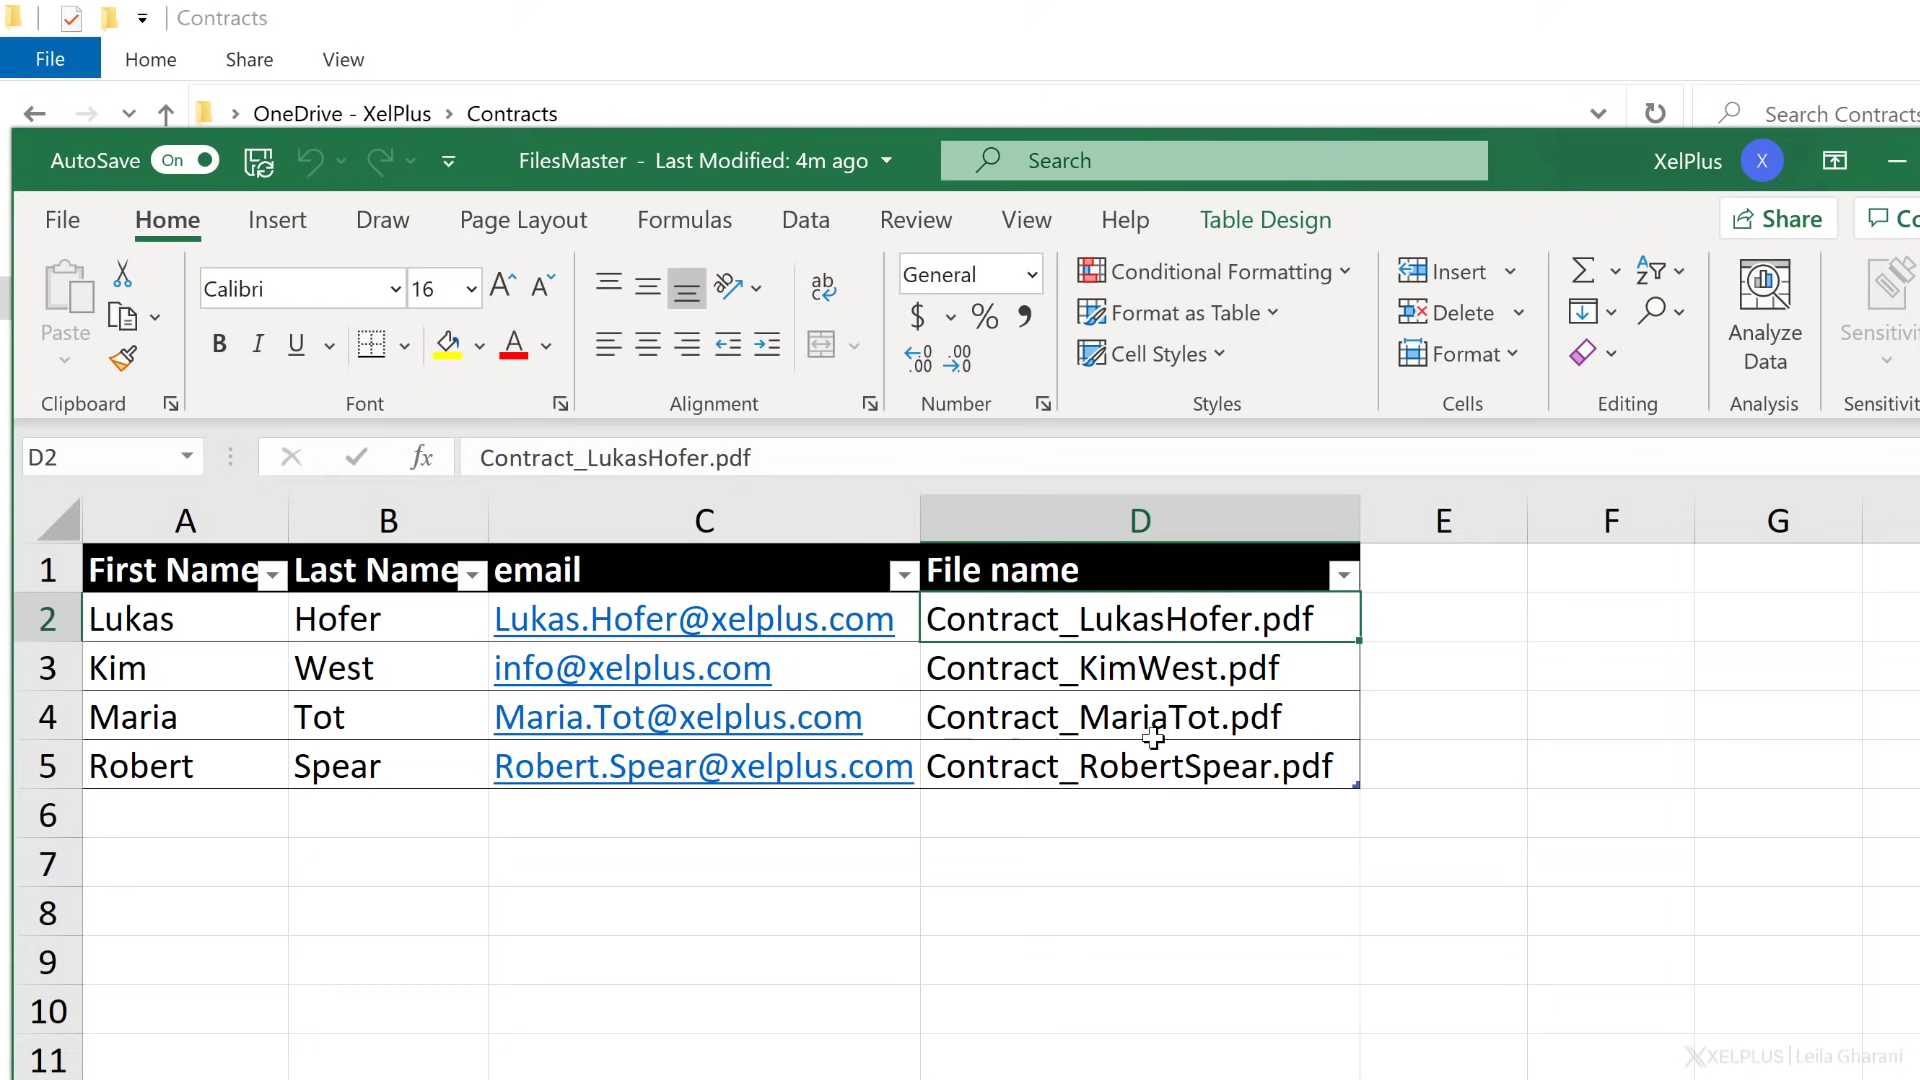 Contracts
File Home Share View
OneDrive - XelPlus Contracts Search Contracts
AutoSave On FilesMaster - Last Modified: 4m ago Search XelPlus X
File Home Insert Draw Page Layout Formulas Data Review View Help Table Design Share Co
Paste Calibri 16 General Conditional Formatting Insert
B I U $ % Format as Table Delete Analyze Data Sensitivi
Cell Styles Format
Clipboard Font Alignment Number Styles Cells Editing Analysis Sensitivit
D2 fx Contract_LukasHofer.pdf
A B C D E F G
1 First Name Last Name email File name
2 Lukas Hofer Lukas.Hofer@xelplus.com Contract_LukasHofer.pdf
3 Kim West info@xelplus.com Contract_KimWest.pdf
4 Maria Tot Maria.Tot@xelplus.com Contract_MariaTot.pdf
5 Robert Spear Robert.Spear@xelplus.com Contract_RobertSpear.pdf
6
7
8
9
10
11
XELPLUS | Leila Gharani